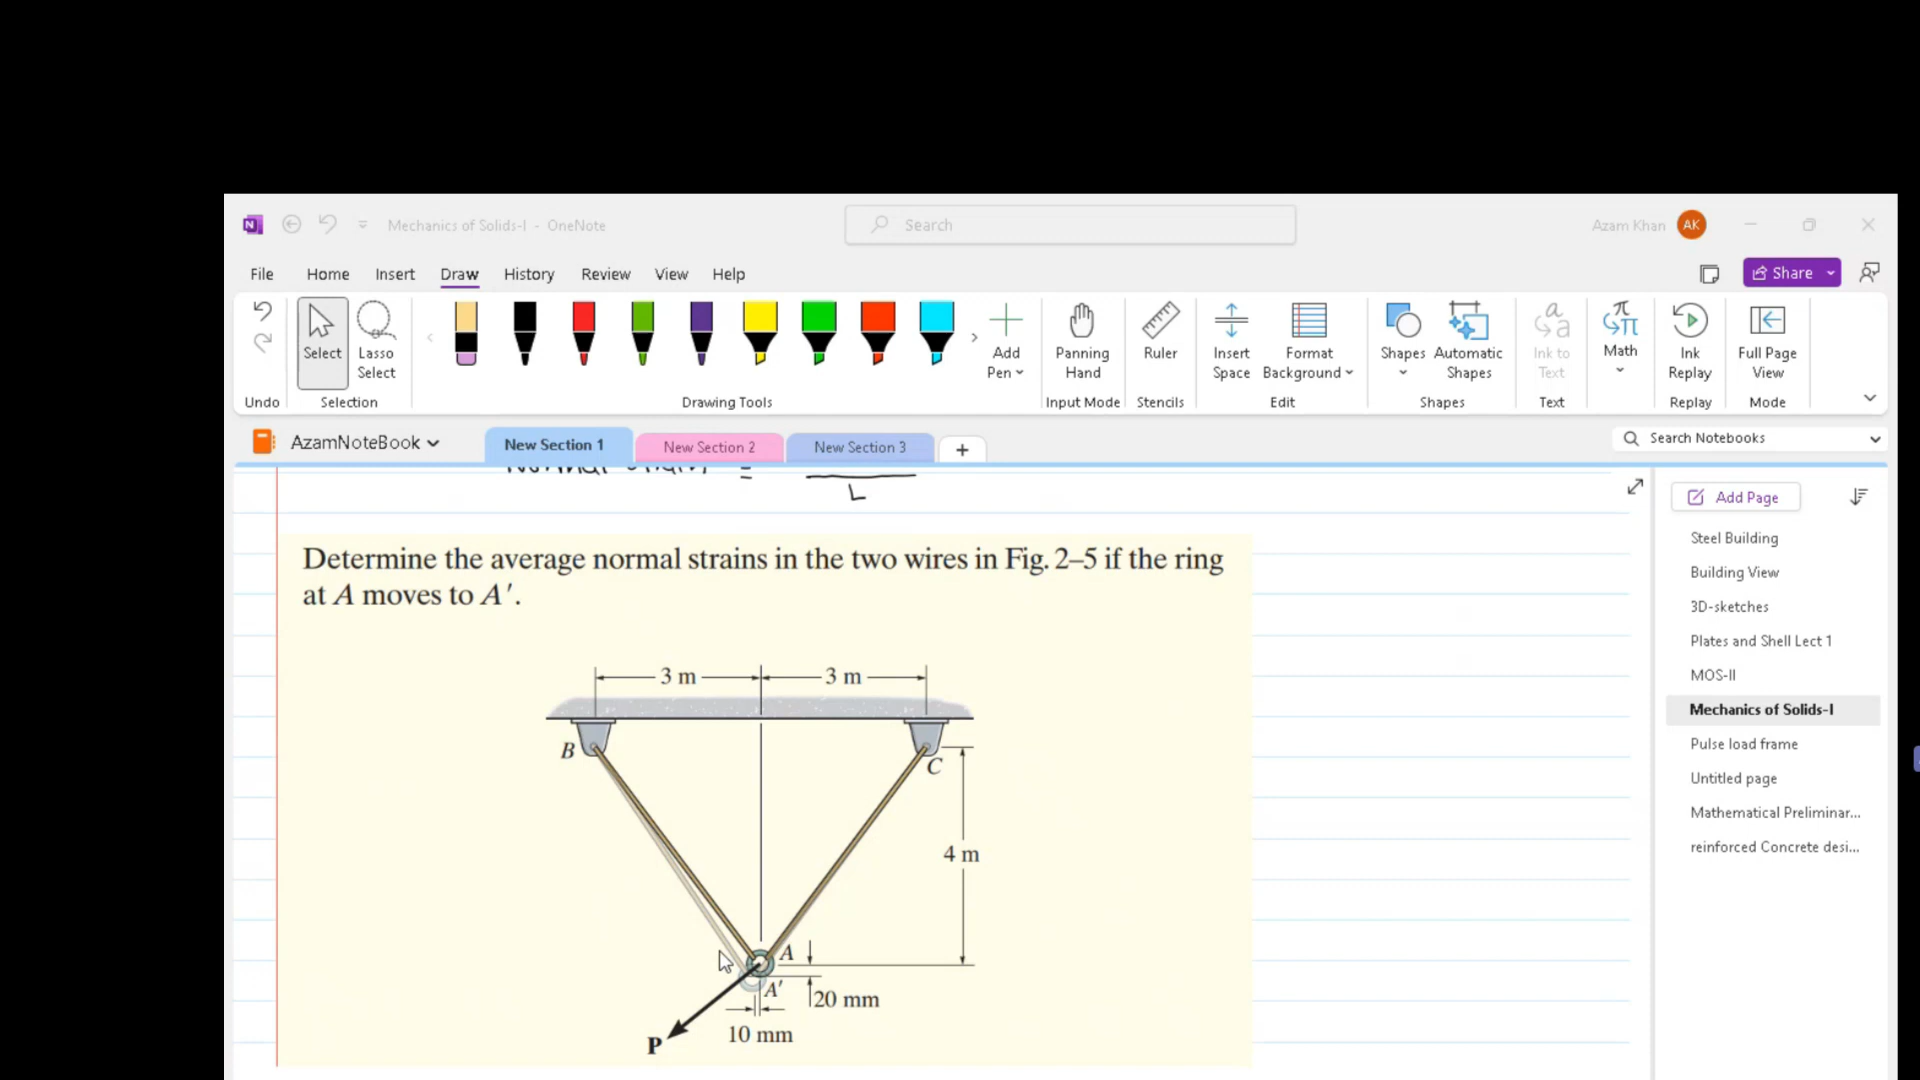 Mechanics of Solids-I - OneNote
Search
Azam Khan
AK
File Home Insert Draw History Review View Help
Share
Select
Lasso Select
Add Pen
Panning Hand
Ruler
Insert Space
Format Background
Shapes
Automatic Shapes
Ink to Text
Math
Ink Replay
Full Page View
Undo
Selection
Drawing Tools
Input Mode
Stencils
Edit
Shapes
Text
Replay
Mode
AzamNoteBook
New Section 1
New Section 2
New Section 3
Search Notebooks
L
Determine the average normal strains in the two wires in Fig. 2–5 if the ring
at A moves to A′.
3 m
3 m
B
C
4 m
A
A′
20 mm
10 mm
P
Add Page
Steel Building
Building View
3D-sketches
Plates and Shell Lect 1
MOS-II
Mechanics of Solids-I
Pulse load frame
Untitled page
Mathematical Preliminar...
reinforced Concrete desi...